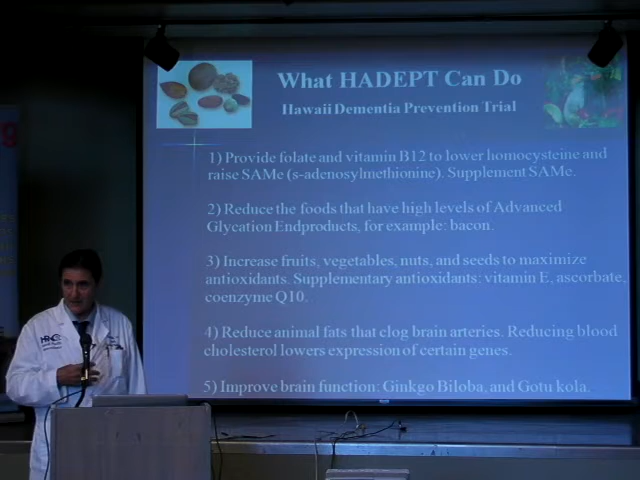 What HADEPT Can Do
Hawaii Dementia Prevention Trial
1) Provide folate and vitamin B12 to lower homocysteine and
raise SAMe (s-adenosylmethionine). Supplement SAMe.
2) Reduce the foods that have high levels of Advanced
Glycation Endproducts, for example: bacon.
3) Increase fruits, vegetables, nuts, and seeds to maximize
antioxidants. Supplementary antioxidants: vitamin E, ascorbate,
coenzyme Q10.
4) Reduce animal fats that clog brain arteries. Reducing blood
cholesterol lowers expression of certain genes.
5) Improve brain function: Ginkgo Biloba, and Gotu kola.